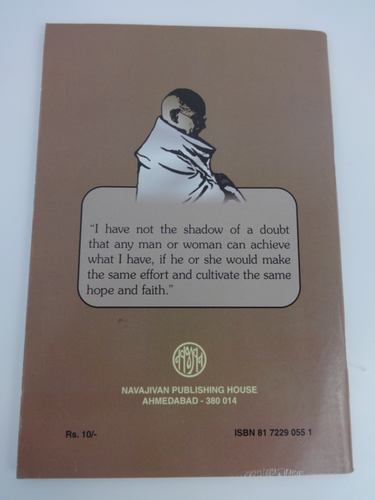 "I have not the shadow of a doubt
that any man or woman can achieve
what I have, if he or she would make
the same effort and cultivate the same
hope and faith."
NAVAJIVAN PUBLISHING HOUSE
AHMEDABAD - 380 014
Rs. 10/-
ISBN 81 7229 055 1